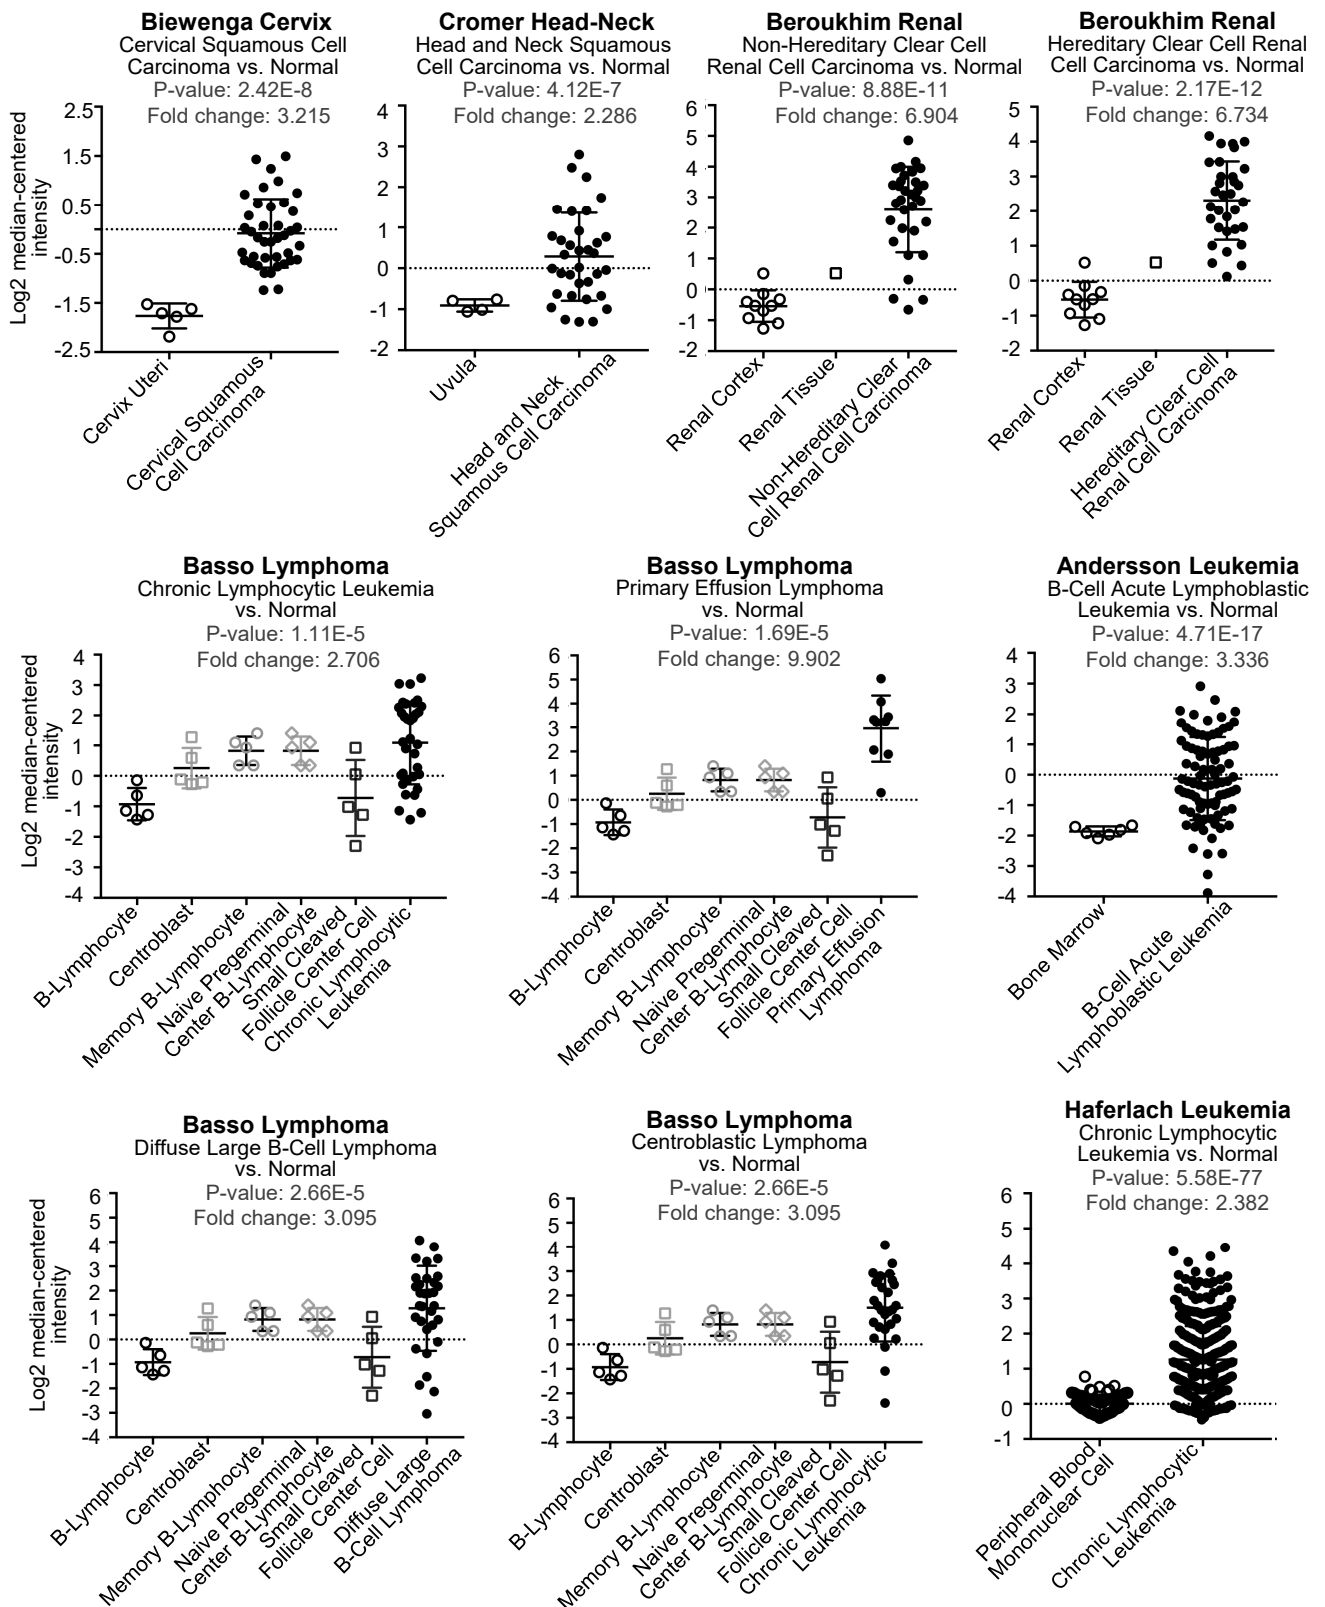 Biewenga Cervix
Cervical Squamous Cell
Carcinoma vs. Normal
P-value: 2.42E-8
Fold change: 3.215
Log2 median-centered
intensity
2.5
1.5
0.5
-0.5
-1.5
-2.5
Cervix Uteri
Cervical Squamous
Cell Carcinoma
Cromer Head-Neck
Head and Neck Squamous
Cell Carcinoma vs. Normal
P-value: 4.12E-7
Fold change: 2.286
4
3
2
1
0
-1
-2
Uvula
Head and Neck
Squamous Cell Carcinoma
Beroukhim Renal
Non-Hereditary Clear Cell
Renal Cell Carcinoma vs. Normal
P-value: 8.88E-11
Fold change: 6.904
6
5
4
3
2
1
0
-1
-2
Renal Cortex
Renal Tissue
Non-Hereditary Clear
Cell Renal Cell Carcinoma
Beroukhim Renal
Hereditary Clear Cell Renal
Cell Carcinoma vs. Normal
P-value: 2.17E-12
Fold change: 6.734
5
4
3
2
1
0
-1
-2
Renal Cortex
Renal Tissue
Hereditary Clear Cell
Renal Cell Carcinoma
Basso Lymphoma
Chronic Lymphocytic Leukemia
vs. Normal
P-value: 1.11E-5
Fold change: 2.706
Log2 median-centered
intensity
4
3
2
1
0
-1
-2
-3
-4
B-Lymphocyte
Centroblast
Memory B-Lymphocyte
Naive Pregerminal
Center B-Lymphocyte
Small Cleaved
Follicle Center Cell
Chronic Lymphocytic
Leukemia
Basso Lymphoma
Primary Effusion Lymphoma
vs. Normal
P-value: 1.69E-5
Fold change: 9.902
6
5
4
3
2
1
0
-1
-2
-3
-4
B-Lymphocyte
Centroblast
Memory B-Lymphocyte
Naive Pregerminal
Center B-Lymphocyte
Small Cleaved
Follicle Center Cell
Primary Effusion
Lymphoma
Andersson Leukemia
B-Cell Acute Lymphoblastic
Leukemia vs. Normal
P-value: 4.71E-17
Fold change: 3.336
4
3
2
1
0
-1
-2
-3
-4
Bone Marrow
B-Cell Acute
Lymphoblastic Leukemia
Basso Lymphoma
Diffuse Large B-Cell Lymphoma
vs. Normal
P-value: 2.66E-5
Fold change: 3.095
Log2 median-centered
intensity
6
5
4
3
2
1
0
-1
-2
-3
-4
B-Lymphocyte
Centroblast
Memory B-Lymphocyte
Naive Pregerminal
Center B-Lymphocyte
Small Cleaved
Follicle Center Cell
Diffuse Large
B-Cell Lymphoma
Basso Lymphoma
Centroblastic Lymphoma
vs. Normal
P-value: 2.66E-5
Fold change: 3.095
6
5
4
3
2
1
0
-1
-2
-3
-4
B-Lymphocyte
Centroblast
Memory B-Lymphocyte
Naive Pregerminal
Center B-Lymphocyte
Small Cleaved
Follicle Center Cell
Chronic Lymphocytic
Leukemia
Haferlach Leukemia
Chronic Lymphocytic
Leukemia vs. Normal
P-value: 5.58E-77
Fold change: 2.382
6
5
4
3
2
1
0
-1
Peripheral Blood
Mononuclear Cell
Chronic Lymphocytic
Leukemia